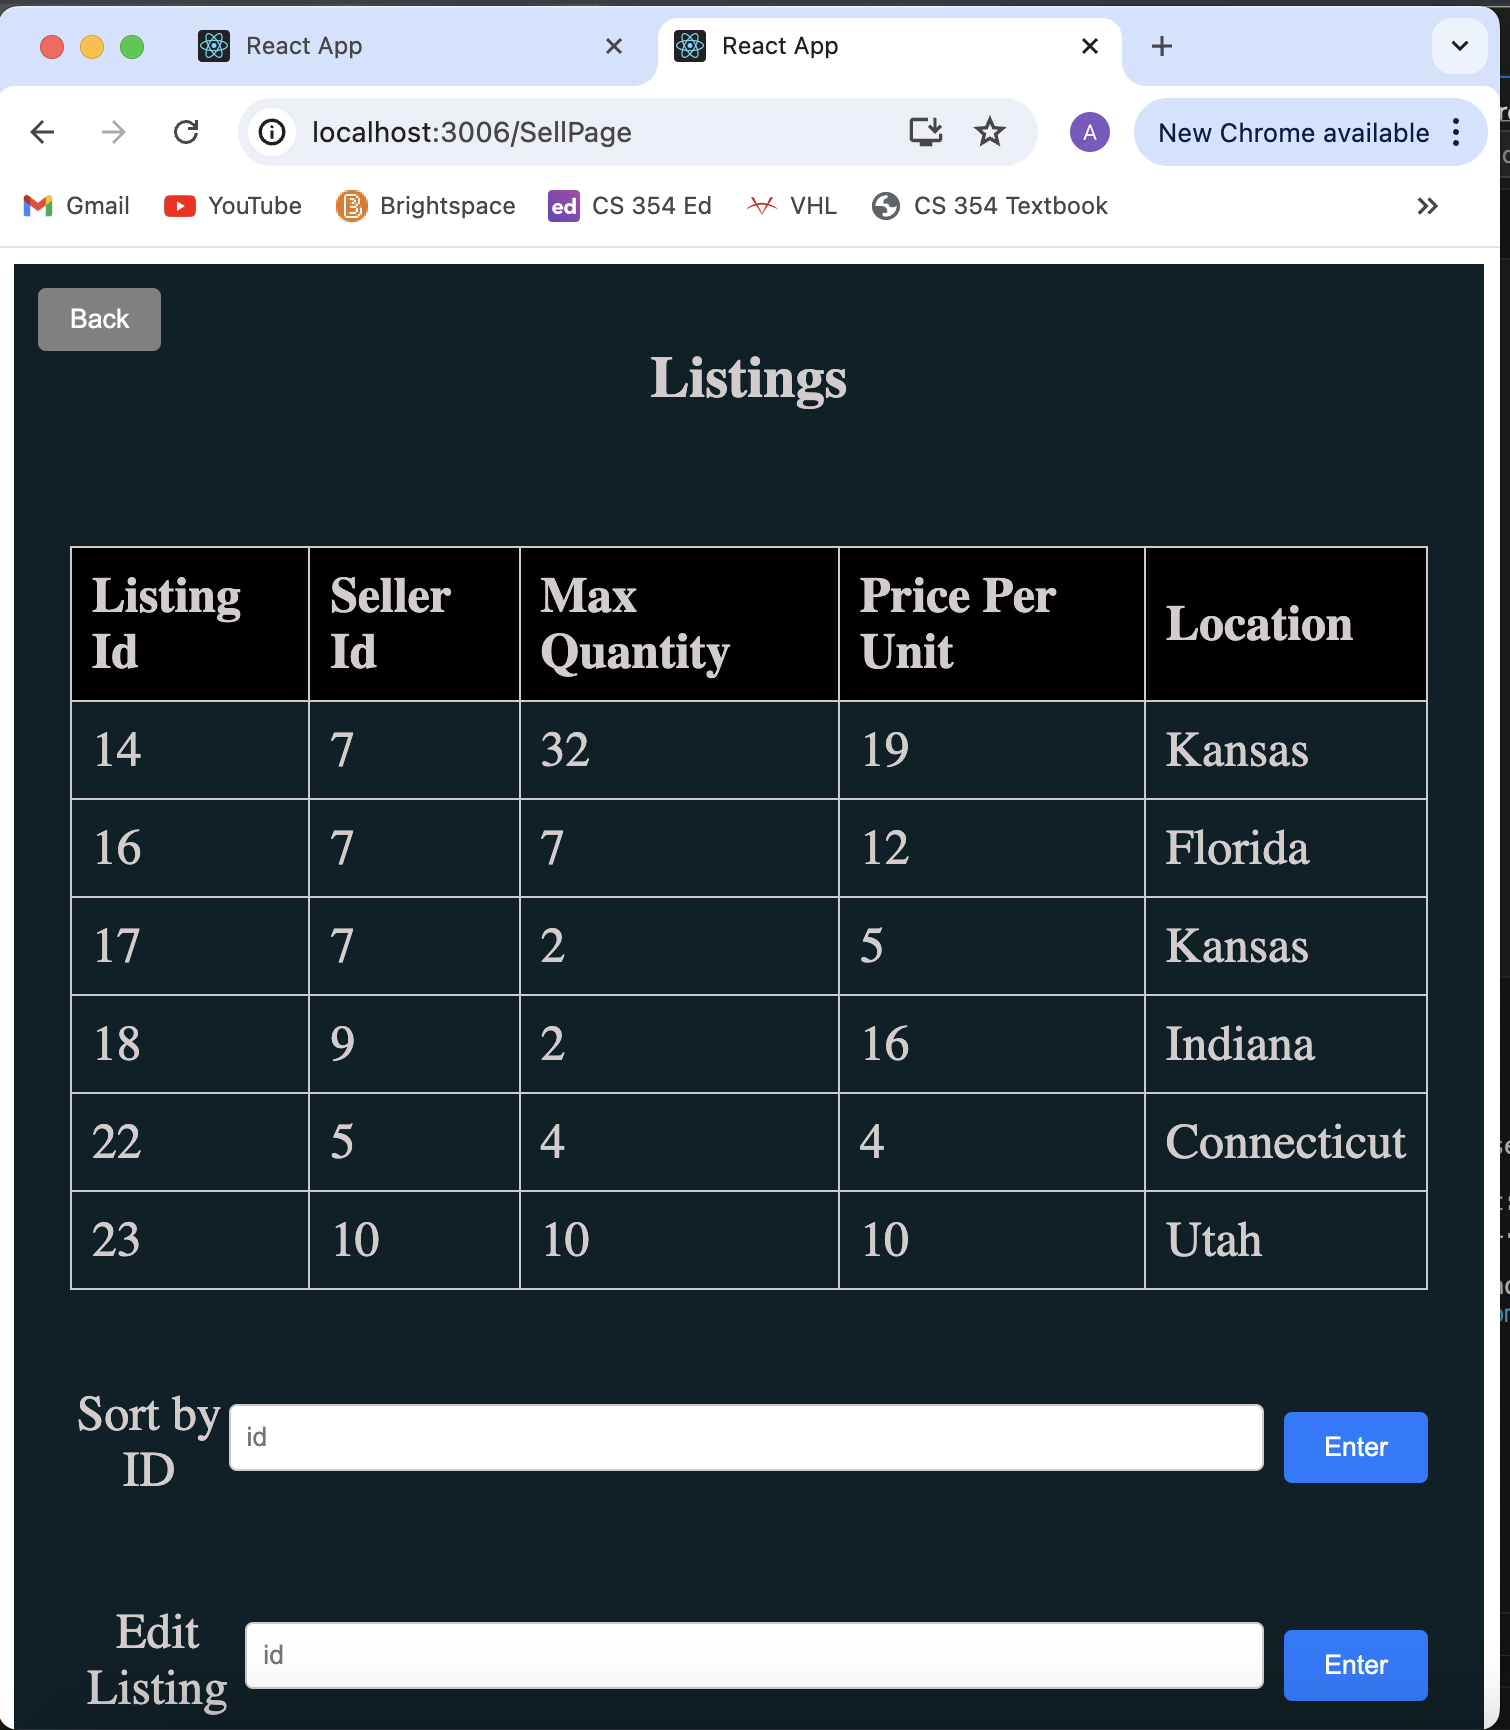 React App
React App
localhost:3006/SellPage
A
New Chrome available
Gmail
YouTube
Brightspace
ed
CS 354 Ed
VHL
CS 354 Textbook
Back
Listings
Listing Id
Seller Id
Max Quantity
Price Per Unit
Location
14 7 32 19 Kansas
16 7 7 12 Florida
17 7 2 5 Kansas
18 9 2 16 Indiana
22 5 4 4 Connecticut
23 10 10 10 Utah
Sort by
ID
id
Enter
Edit
Listing
id
Enter